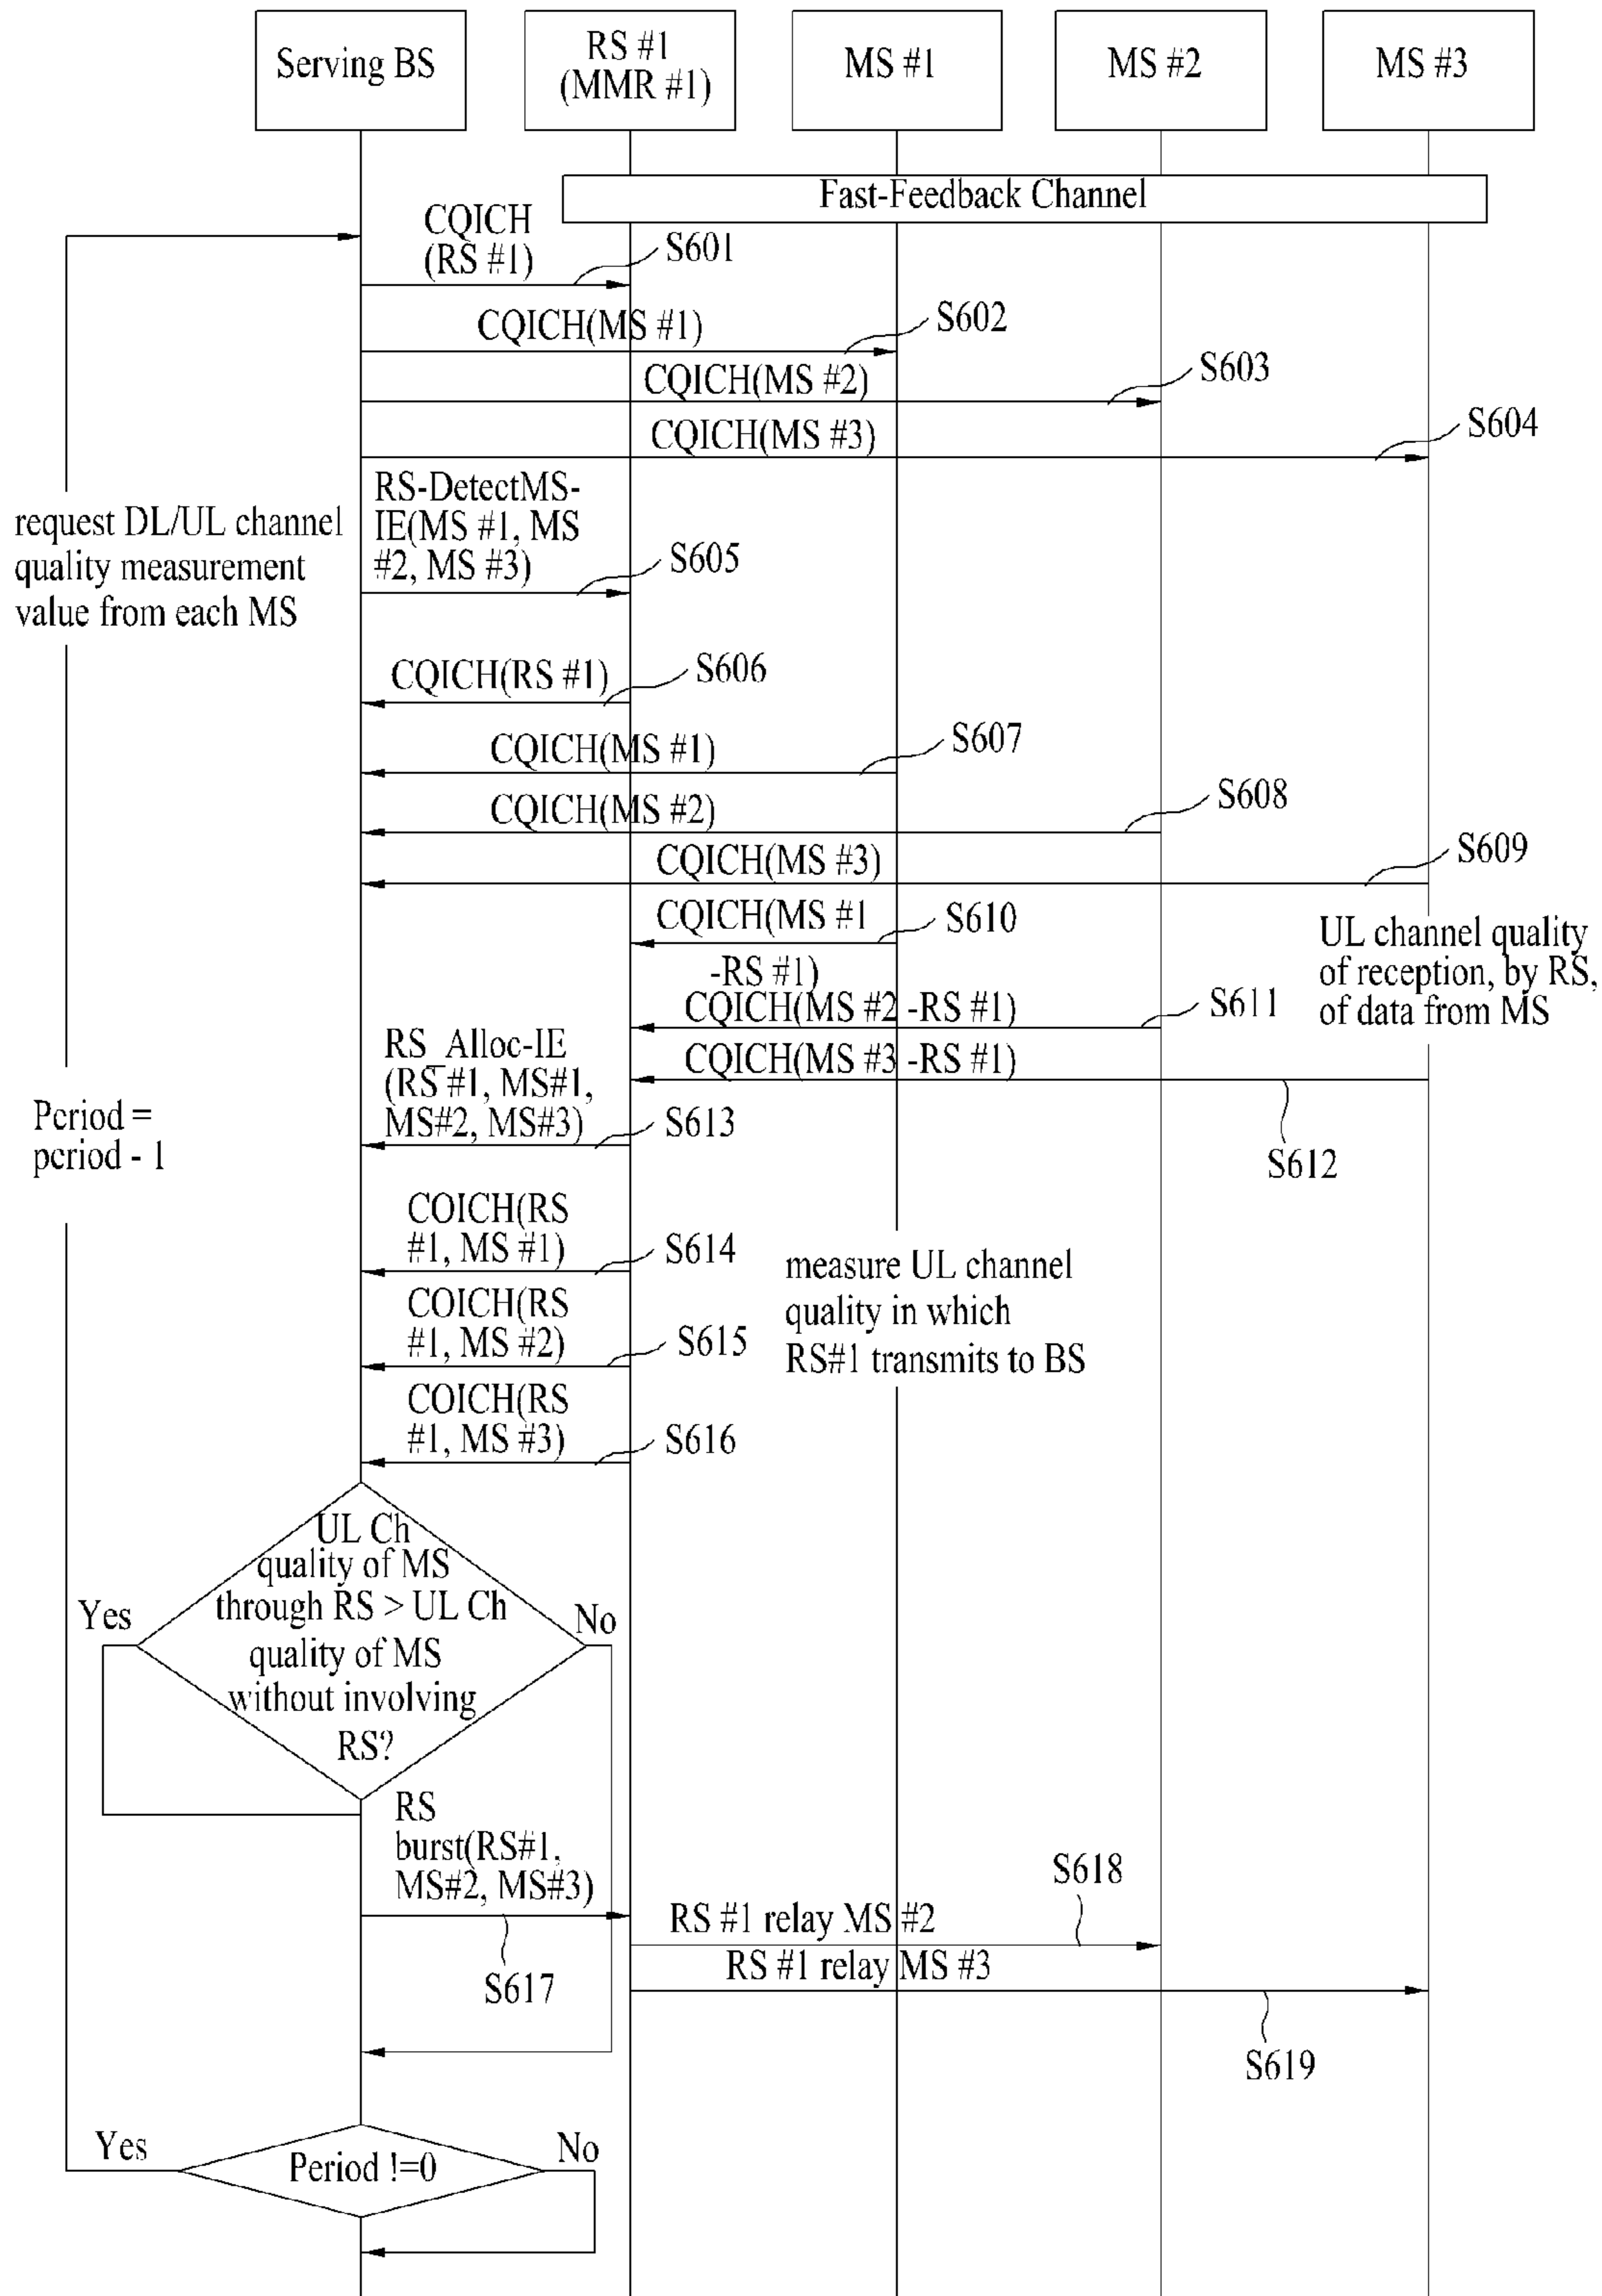 Serving BS
RS #1
(MMR #1)
MS #1
MS #2
MS #3
Fast-Feedback Channel
CQICH
(RS #1)
S601
CQICH(MS #1)
S602
CQICH(MS #2)
S603
CQICH(MS #3)
S604
RS-DetectMS-
IE(MS #1, MS
#2, MS #3)
S605
request DL/UL channel
quality measurement
value from each MS
CQICH(RS #1)
S606
CQICH(MS #1)
S607
CQICH(MS #2)
S608
CQICH(MS #3)
S609
CQICH(MS #1
-RS #1)
S610
UL channel quality
of reception, by RS,
of data from MS
CQICH(MS #2 -RS #1)
S611
CQICH(MS #3 -RS #1)
S612
RS_Alloc-IE
(RS #1, MS#1,
MS#2, MS#3)
S613
Period =
period - 1
COICH(RS
#1, MS #1)
S614
COICH(RS
#1, MS #2)
S615
COICH(RS
#1, MS #3)
S616
measure UL channel
quality in which
RS#1 transmits to BS
UL Ch
quality of MS
through RS > UL Ch
quality of MS
without involving
RS?
Yes
No
RS
burst(RS#1,
MS#2, MS#3)
S617
RS #1 relay MS #2
S618
RS #1 relay MS #3
S619
Period !=0
Yes
No